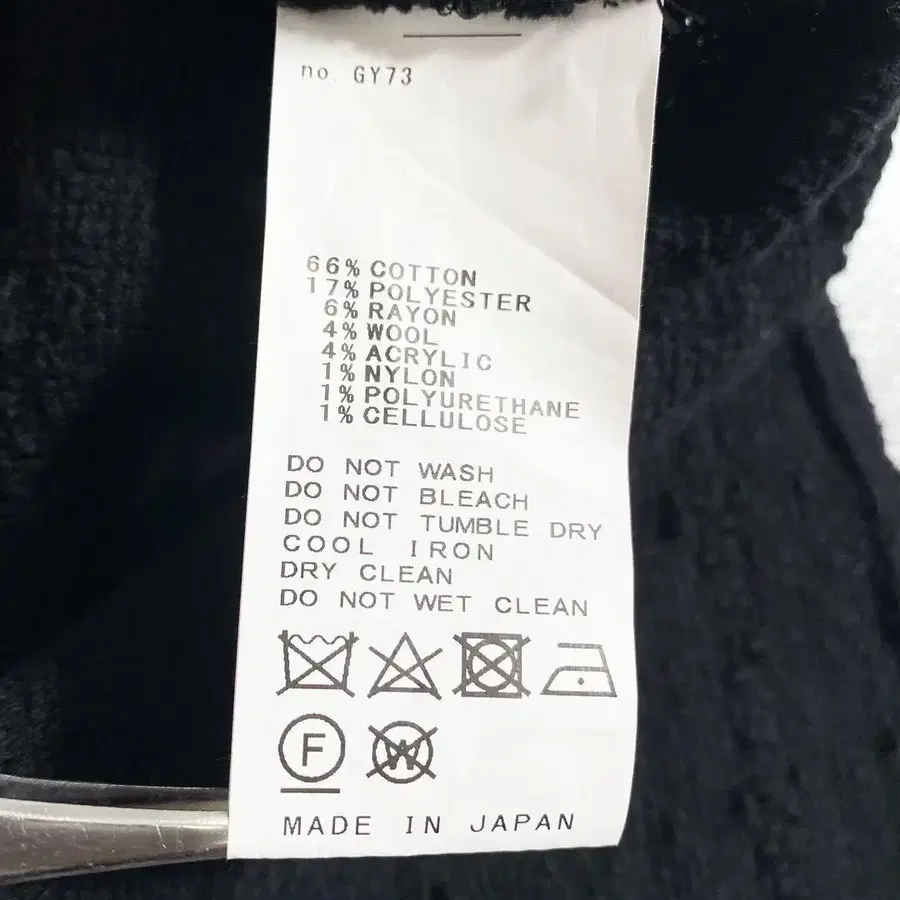 no. GY73
66% COTTON
17% POLYESTER
6% RAYON
4% WOOL
4% ACRYLIC
1% NYLON
1% POLYURETHANE
1% CELLULOSE
DO NOT WASH
DO NOT BLEACH
DO NOT TUMBLE DRY
COOL IRON
DRY CLEAN
DO NOT WET CLEAN
F W
MADE IN JAPAN